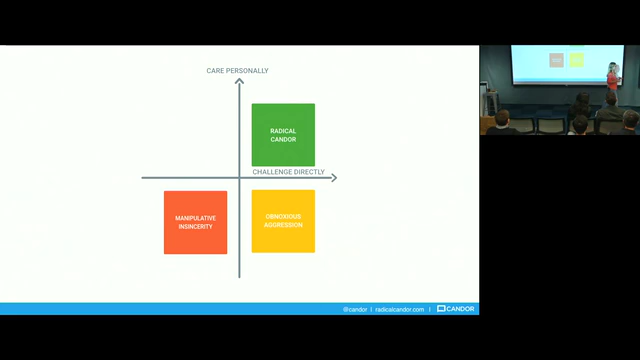 CARE PERSONALLY
RADICAL
CANDOR
CHALLENGE DIRECTLY
MANIPULATIVE
INSINCERITY
OBNOXIOUS
AGGRESSION
@candor | radicalcandor.com | CANDOR